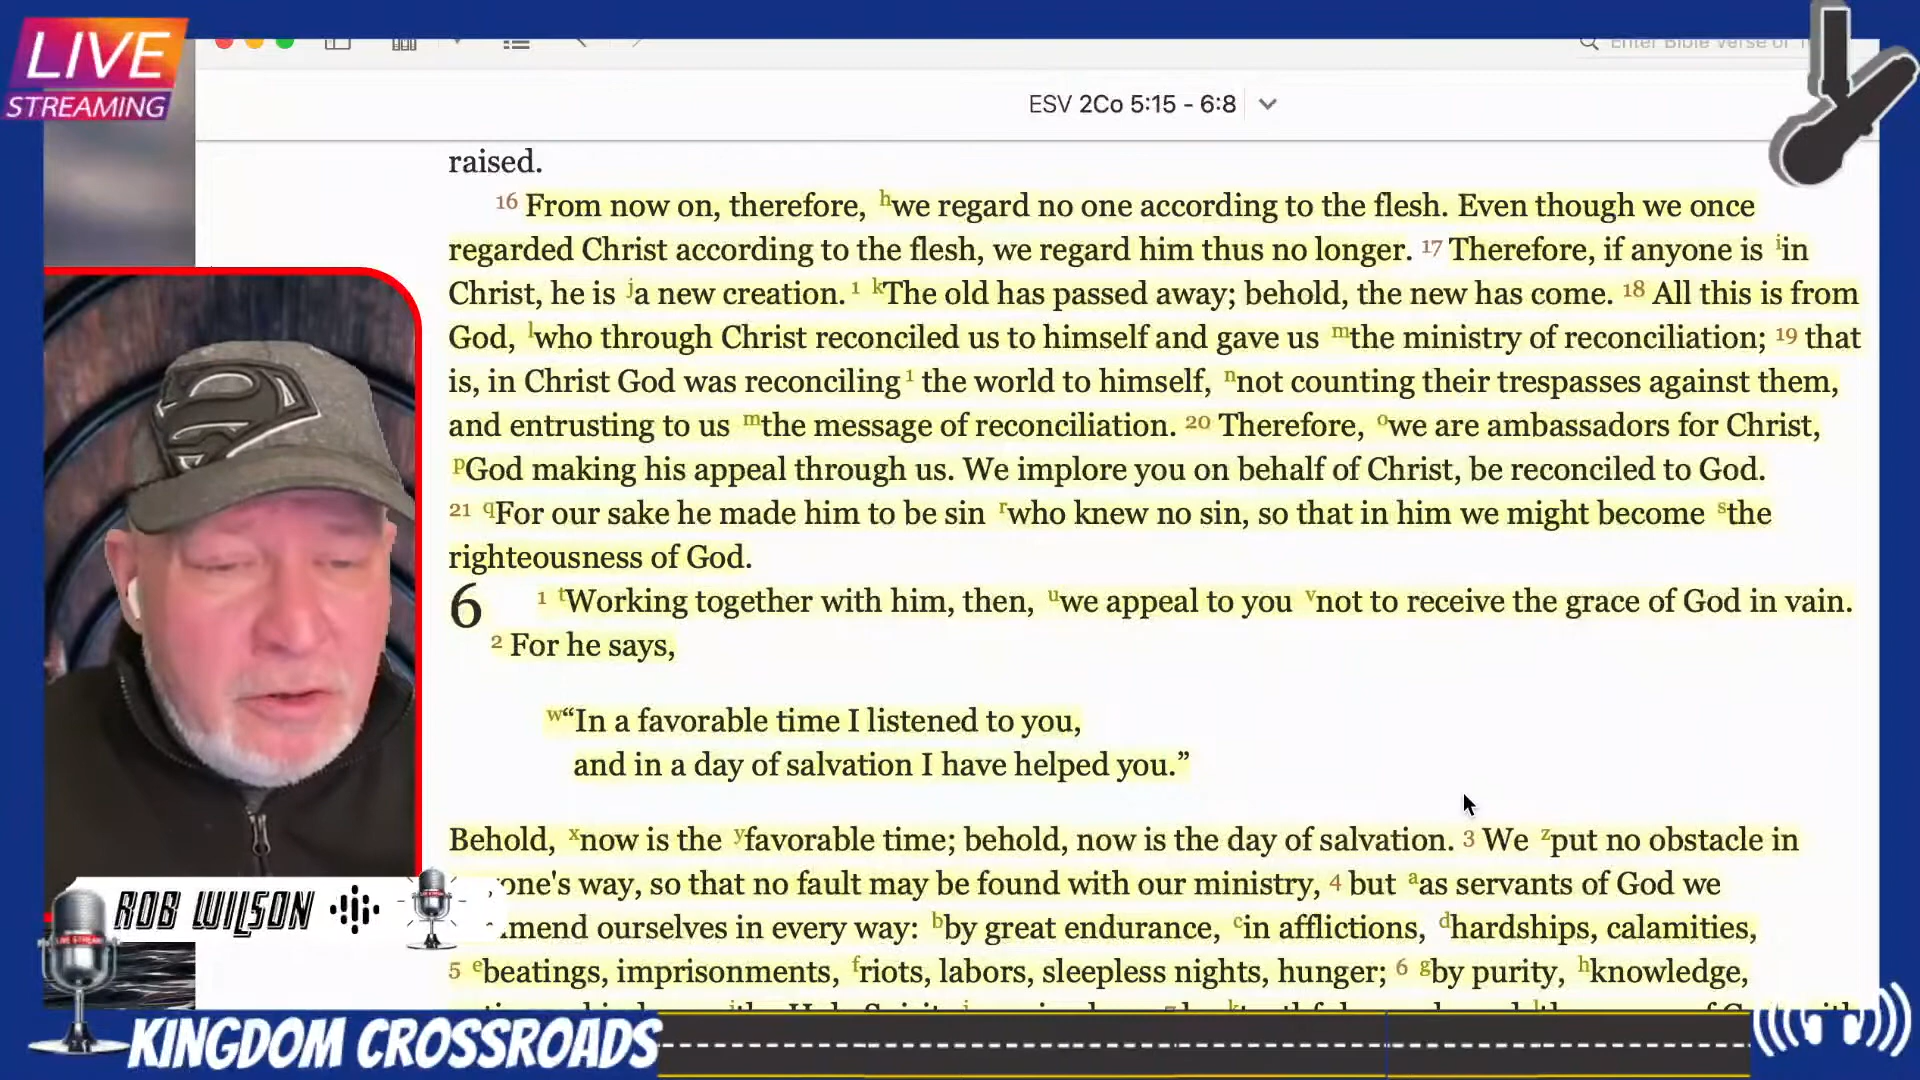 LIVE
STREAMING
Enter Bible verse or
ESV 2Co 5:15 - 6:8
raised.
16 From now on, therefore, hwe regard no one according to the flesh. Even though we once
regarded Christ according to the flesh, we regard him thus no longer. 17 Therefore, if anyone is iin
Christ, he is ja new creation.1 kThe old has passed away; behold, the new has come. 18 All this is from
God, lwho through Christ reconciled us to himself and gave us mthe ministry of reconciliation; 19 that
is, in Christ God was reconciling1 the world to himself, nnot counting their trespasses against them,
and entrusting to us mthe message of reconciliation. 20 Therefore, owe are ambassadors for Christ,
pGod making his appeal through us. We implore you on behalf of Christ, be reconciled to God.
21 qFor our sake he made him to be sin rwho knew no sin, so that in him we might become sthe
righteousness of God.
6 1 tWorking together with him, then, uwe appeal to you vnot to receive the grace of God in vain.
2 For he says,
w“In a favorable time I listened to you,
and in a day of salvation I have helped you.”
Behold, xnow is the yfavorable time; behold, now is the day of salvation. 3 We zput no obstacle in
one's way, so that no fault may be found with our ministry, 4 but aas servants of God we
mend ourselves in every way: bby great endurance, cin afflictions, dhardships, calamities,
5 ebeatings, imprisonments, friots, labors, sleepless nights, hunger; 6 gby purity, hknowledge,
ROB WILSON
LIVE STREAM
KINGDOM CROSSROADS